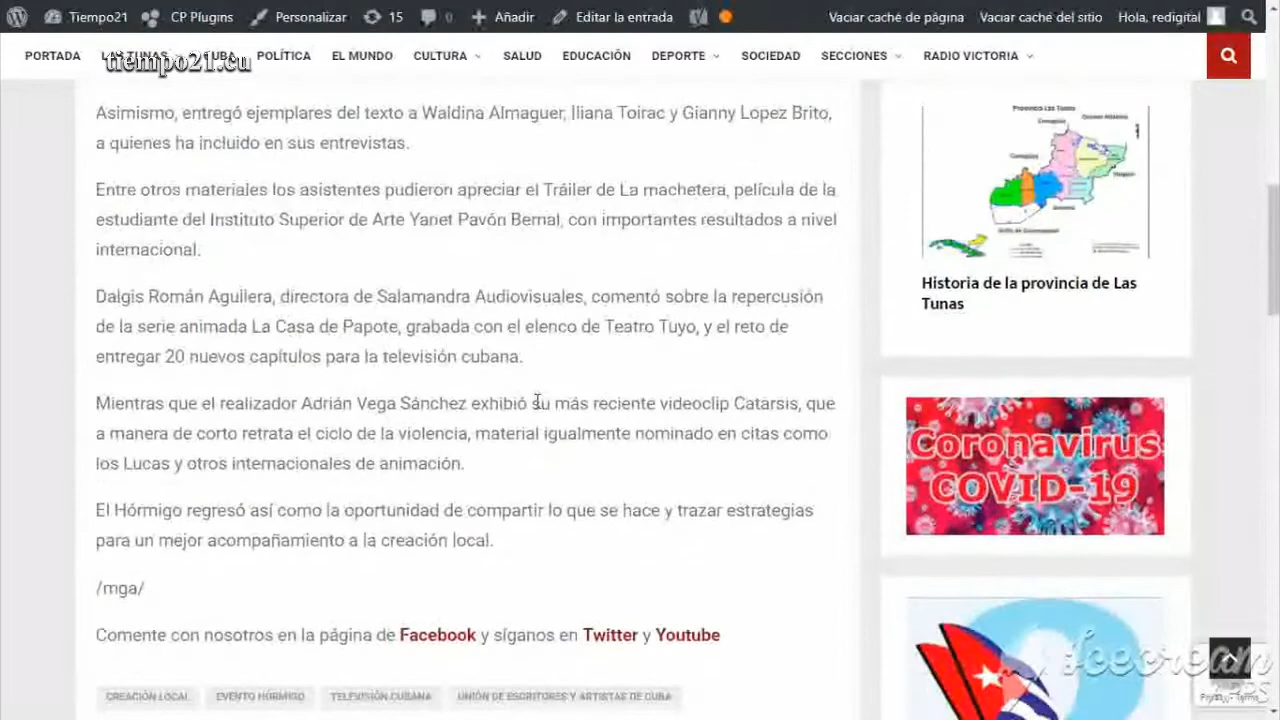 Tiempo21 CP Plugins Personalizar 15 0 Añadir Editar la entrada Vaciar caché de página Vaciar caché del sitio Hola, redigital
PORTADA LAS TUNAS CUBA POLÍTICA EL MUNDO CULTURA SALUD EDUCACIÓN DEPORTE SOCIEDAD SECCIONES RADIO VICTORIA
tiempo21.cu
Asimismo, entregó ejemplares del texto a Waldina Almaguer, Iliana Toirac y Gianny Lopez Brito,
a quienes ha incluido en sus entrevistas.
Entre otros materiales los asistentes pudieron apreciar el Tráiler de La machetera, película de la
estudiante del Instituto Superior de Arte Yanet Pavón Bernal, con importantes resultados a nivel
internacional.
Dalgis Román Aguilera, directora de Salamandra Audiovisuales, comentó sobre la repercusión
de la serie animada La Casa de Papote, grabada con el elenco de Teatro Tuyo, y el reto de
entregar 20 nuevos capítulos para la televisión cubana.
Mientras que el realizador Adrián Vega Sánchez exhibió su más reciente videoclip Catarsis, que
a manera de corto retrata el ciclo de la violencia, material igualmente nominado en citas como
los Lucas y otros internacionales de animación.
El Hórmigo regresó así como la oportunidad de compartir lo que se hace y trazar estrategias
para un mejor acompañamiento a la creación local.
/mga/
Comente con nosotros en la página de Facebook y síganos en Twitter y Youtube
CREACIÓN LOCAL EVENTO HÓRMIGO TELEVISIÓN CUBANA UNIÓN DE ESCRITORES Y ARTISTAS DE CUBA
Provincia Las Tunas
Historia de la provincia de Las
Tunas
Coronavirus
COVID-19
Icecream
APPS